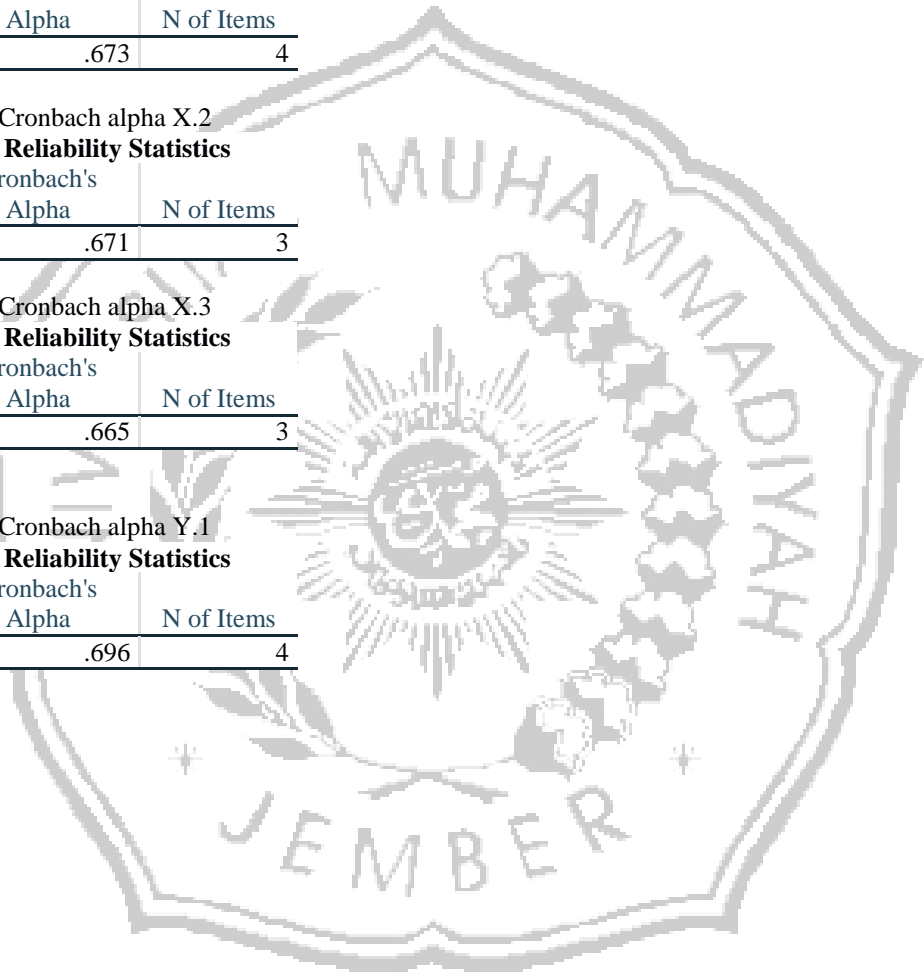 Alpha N of Items
.673 4
Cronbach alpha X.2
Reliability Statistics
ronbach's
Alpha N of Items
.671 3
Cronbach alpha X.3
Reliability Statistics
ronbach's
Alpha N of Items
.665 3
Cronbach alpha Y.1
Reliability Statistics
ronbach's
Alpha N of Items
.696 4
MUHAMMADIYAH
JEMBER